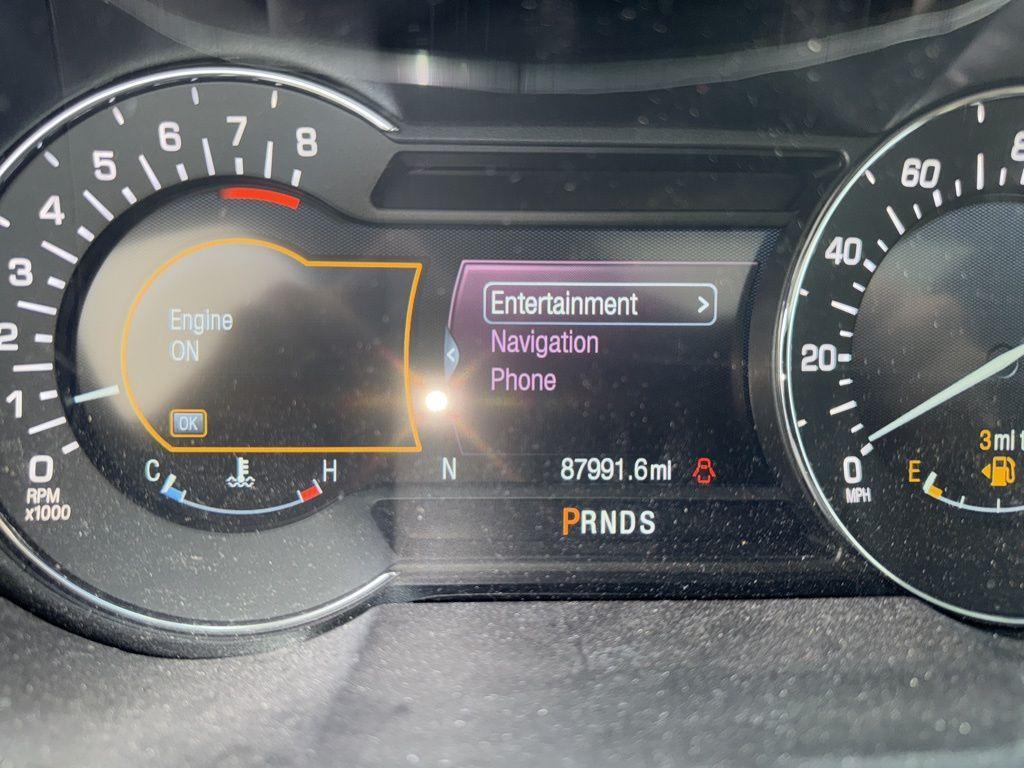 0
1
2
3
4
5
6
7
8
RPM
x1000
Engine
ON
OK
C
H
Entertainment >
Navigation
Phone
<
N
87991.6mi
PRNDS
0
20
40
60
MPH
3mi
E